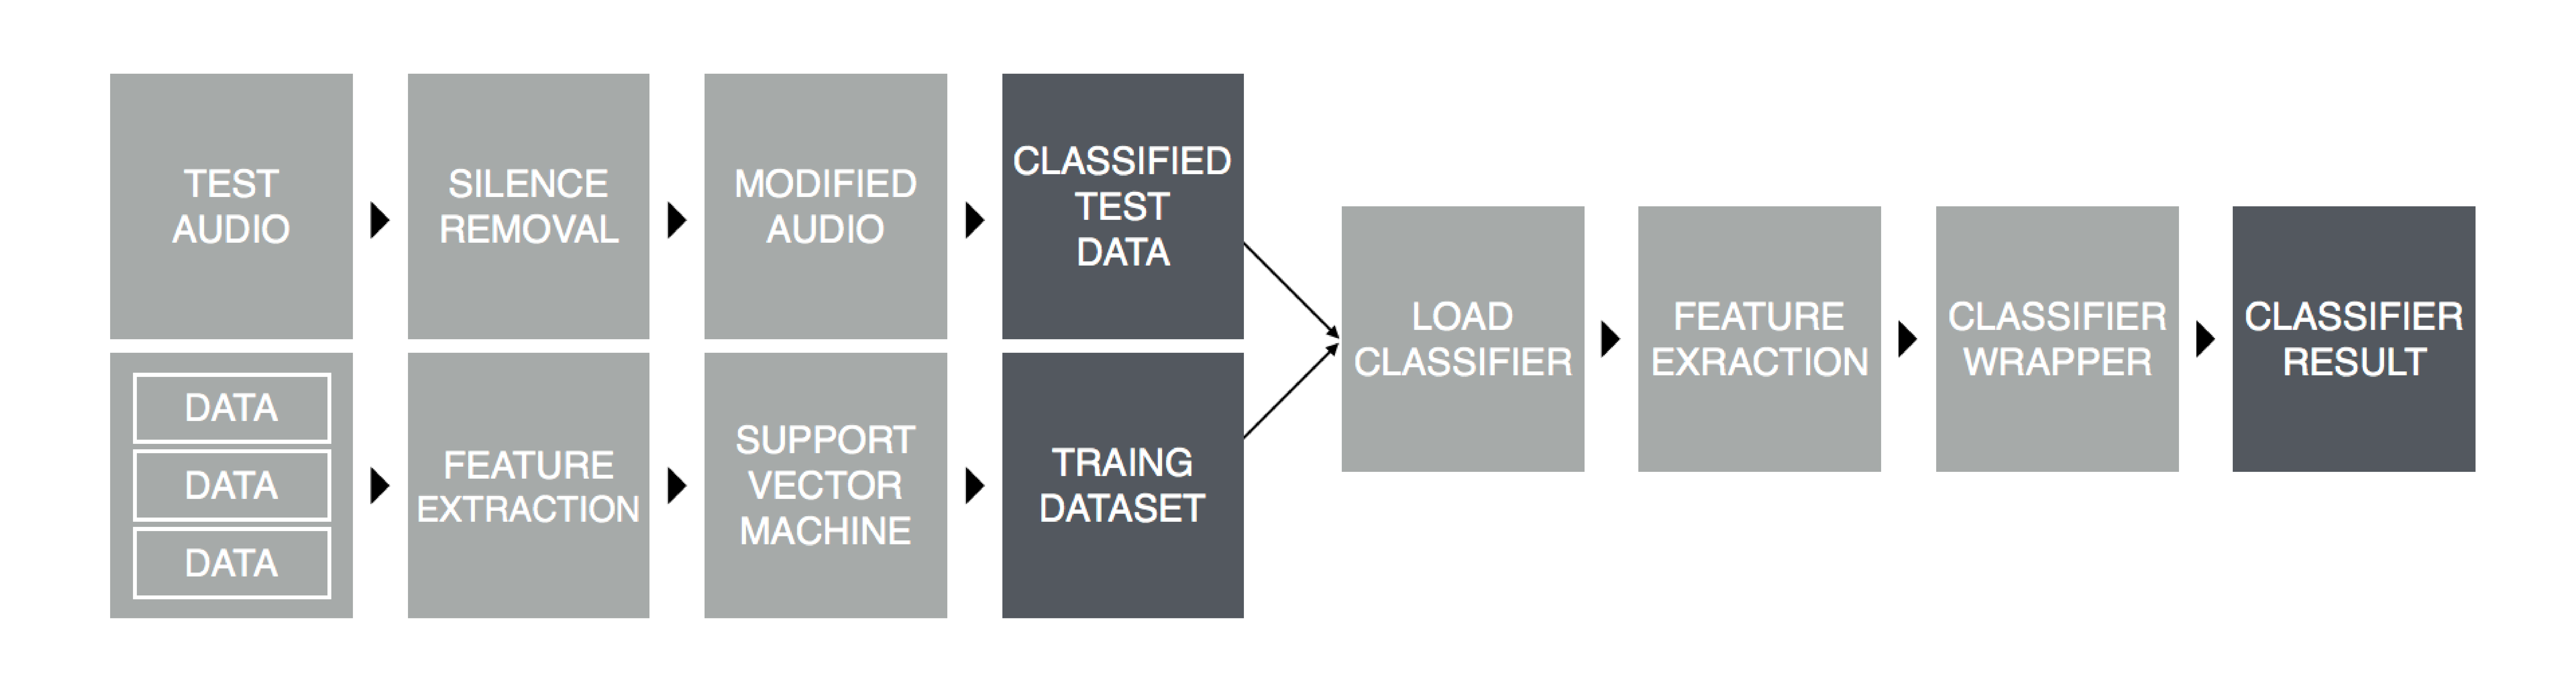 TEST
AUDIO
SILENCE
REMOVAL
MODIFIED
AUDIO
CLASSIFIED
TEST
DATA
DATA
DATA
DATA
FEATURE
EXTRACTION
SUPPORT
VECTOR
MACHINE
TRAING
DATASET
LOAD
CLASSIFIER
FEATURE
EXRACTION
CLASSIFIER
WRAPPER
CLASSIFIER
RESULT